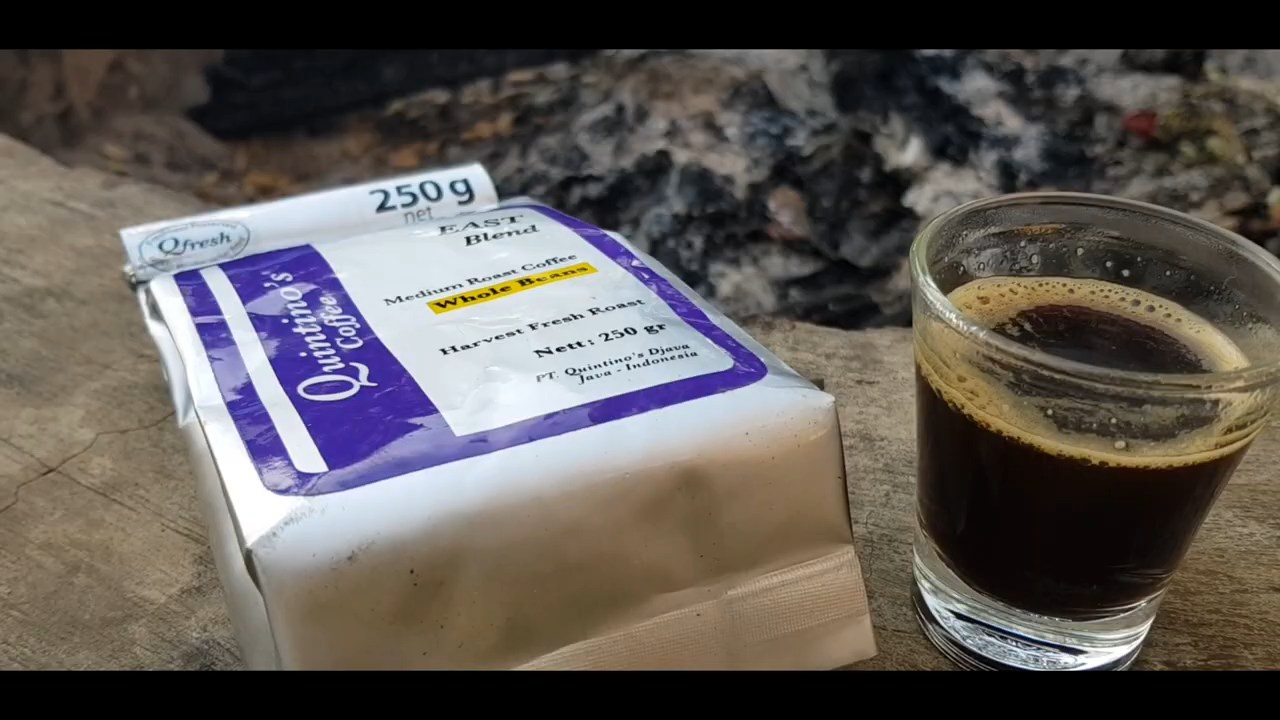 250 g
net
Qfresh
Quintino's
Coffee
EAST
Blend
Medium Roast Coffee
Whole Beans
Harvest Fresh Roast
Nett: 250 gr
PT. Quintino's Djava
Java - Indonesia